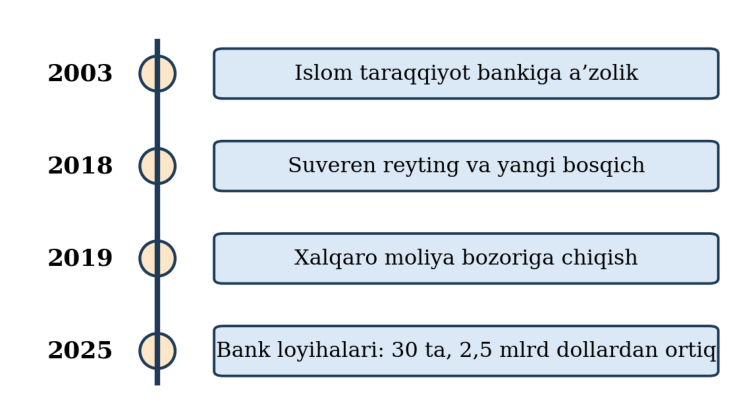 2003 Islom taraqqiyot bankiga a’zolik
2018 Suveren reyting va yangi bosqich
2019 Xalqaro moliya bozoriga chiqish
2025 Bank loyihalari: 30 ta, 2,5 mlrd dollardan ortiq